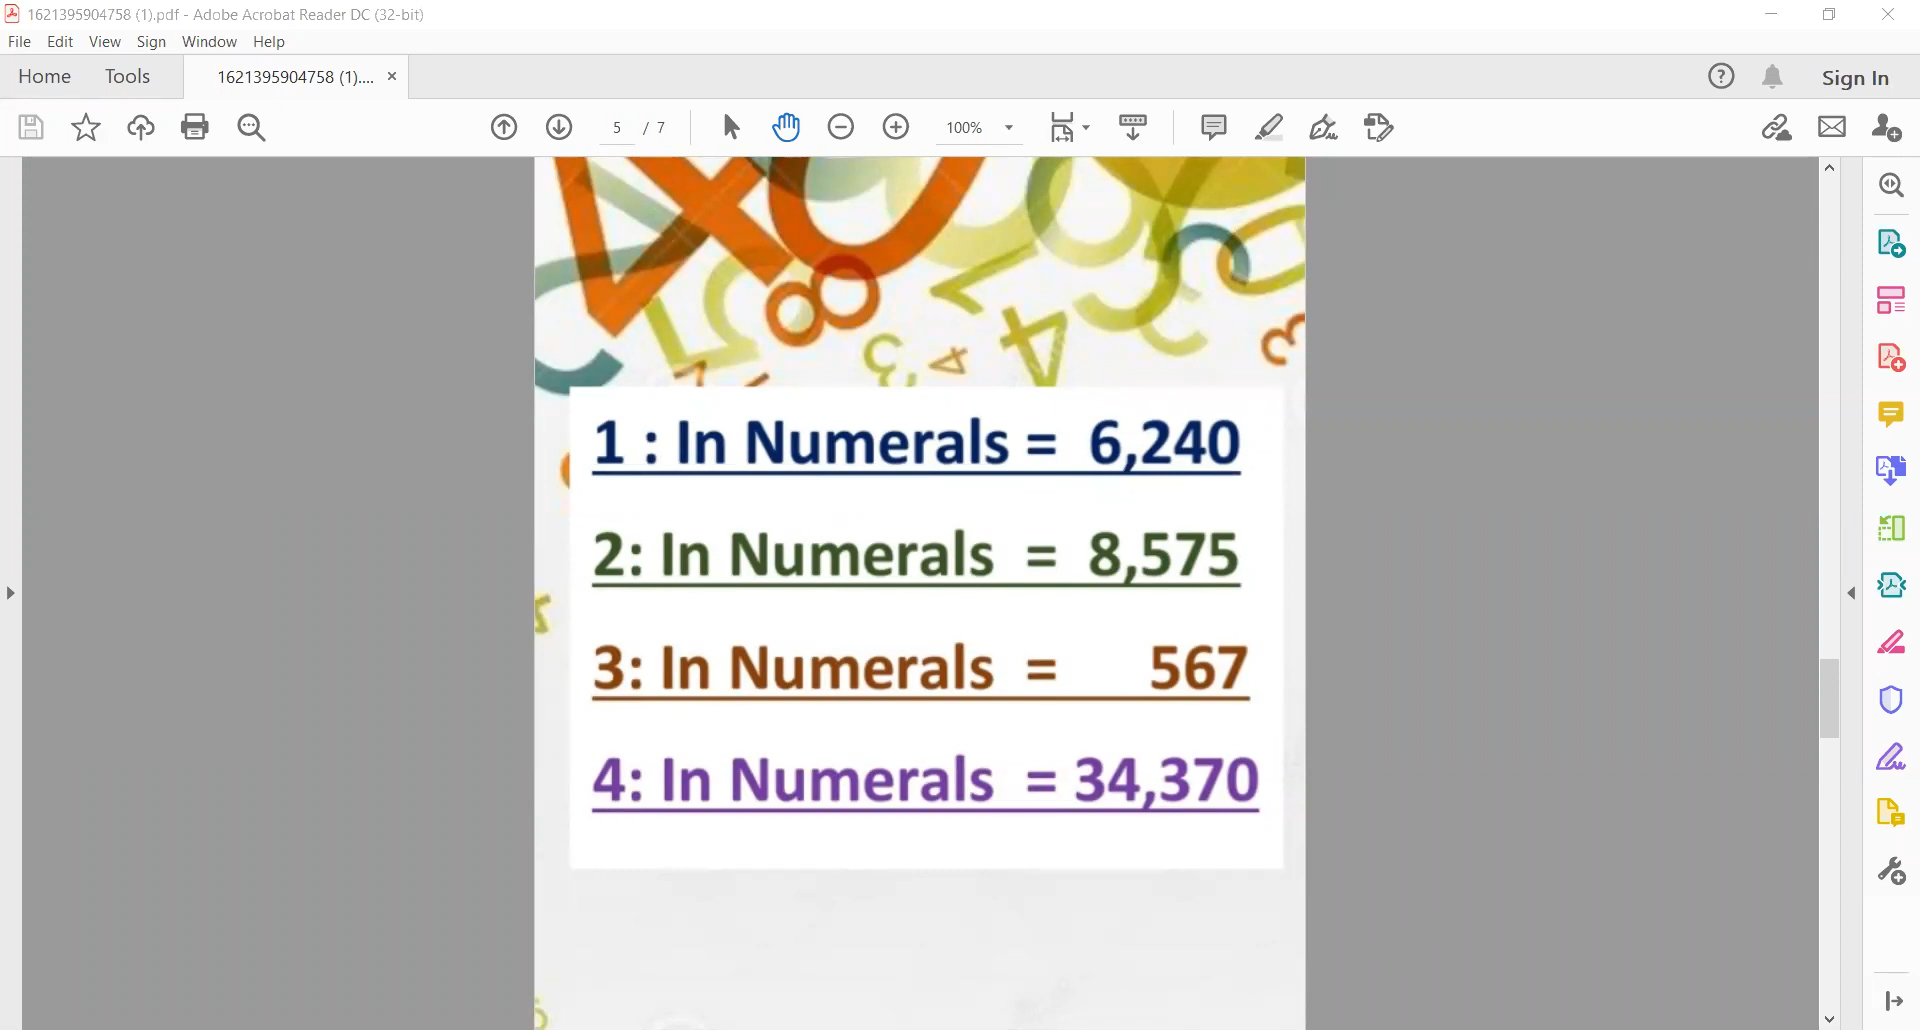 1621395904758 (1).pdf - Adobe Acrobat Reader DC (32-bit)
File Edit View Sign Window Help
Home Tools 1621395904758 (1).... × Sign In
5 / 7 100%
1 : In Numerals = 6,240
2: In Numerals = 8,575
3: In Numerals = 567
4: In Numerals = 34,370